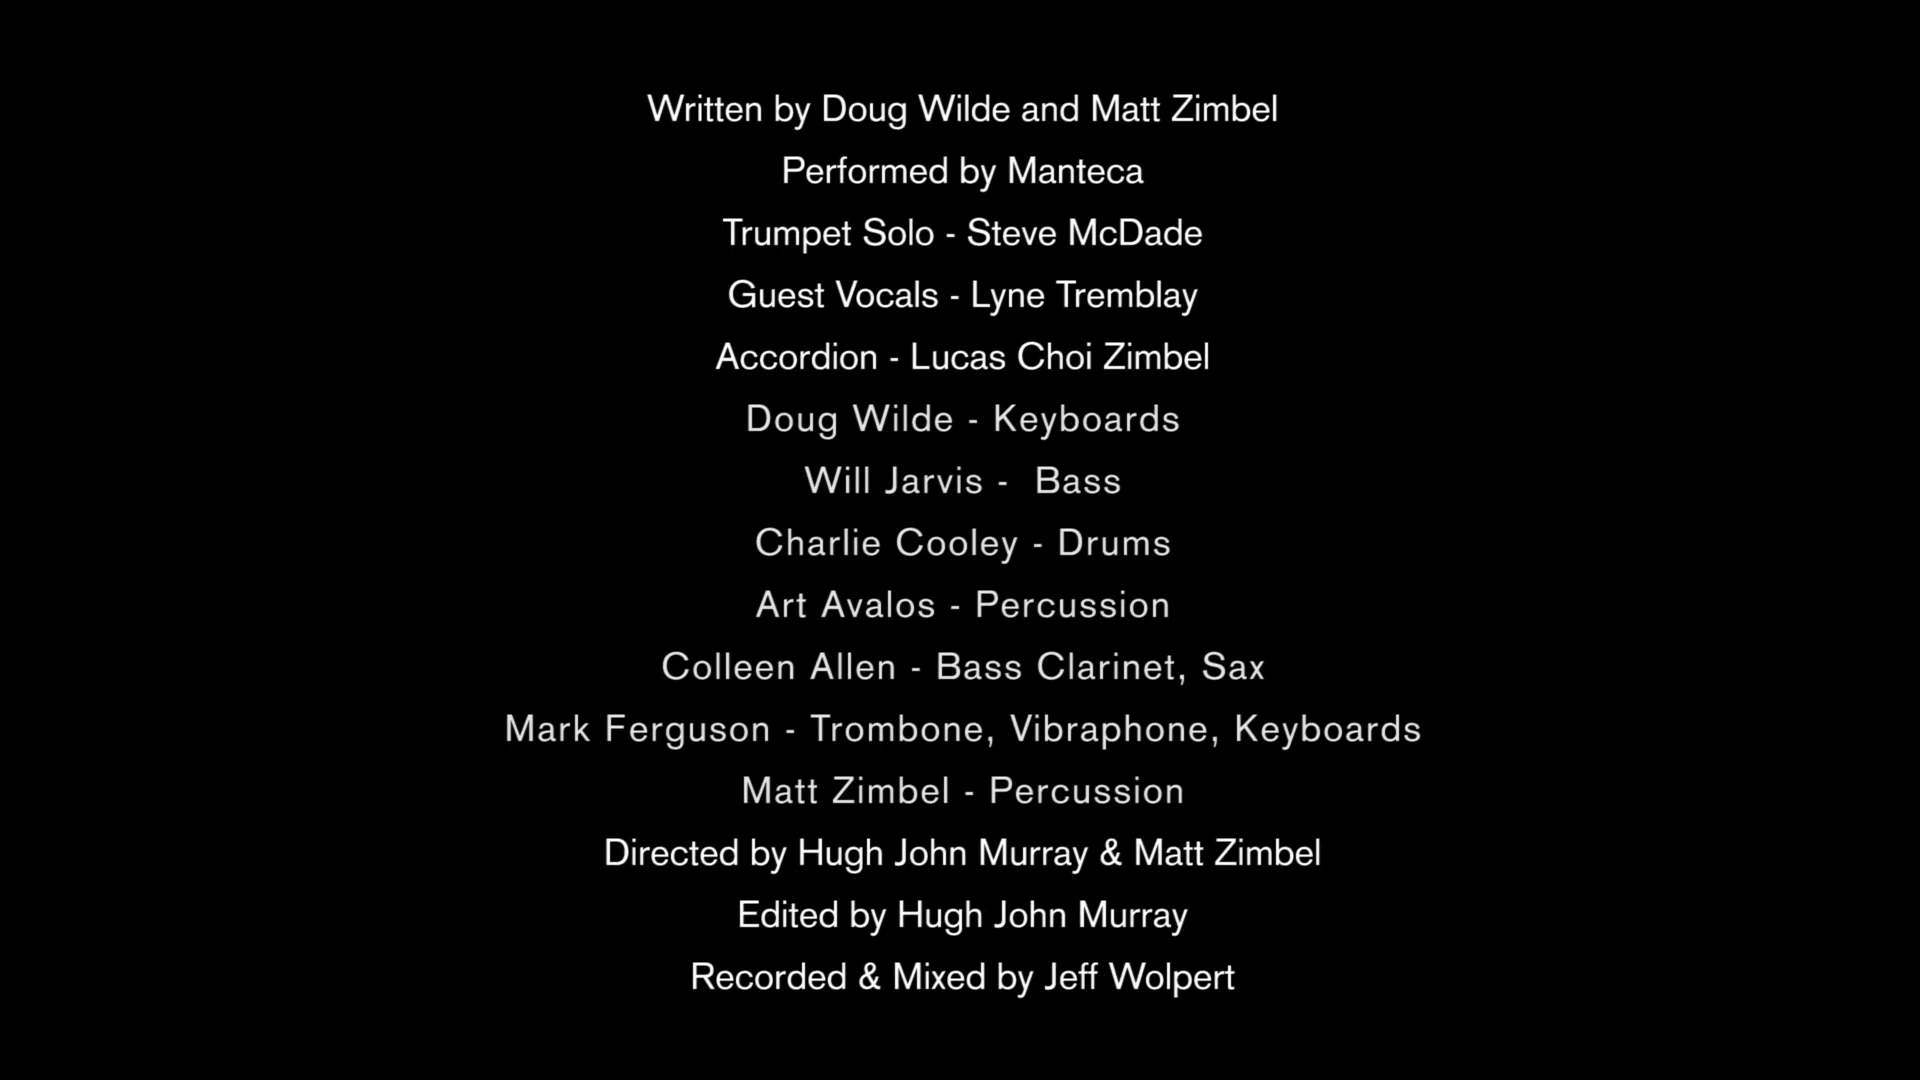 Written by Doug Wilde and Matt Zimbel
Performed by Manteca
Trumpet Solo - Steve McDade
Guest Vocals - Lyne Tremblay
Accordion - Lucas Choi Zimbel
Doug Wilde - Keyboards
Will Jarvis -  Bass
Charlie Cooley - Drums
Art Avalos - Percussion
Colleen Allen - Bass Clarinet, Sax
Mark Ferguson - Trombone, Vibraphone, Keyboards
Matt Zimbel - Percussion
Directed by Hugh John Murray & Matt Zimbel
Edited by Hugh John Murray
Recorded & Mixed by Jeff Wolpert